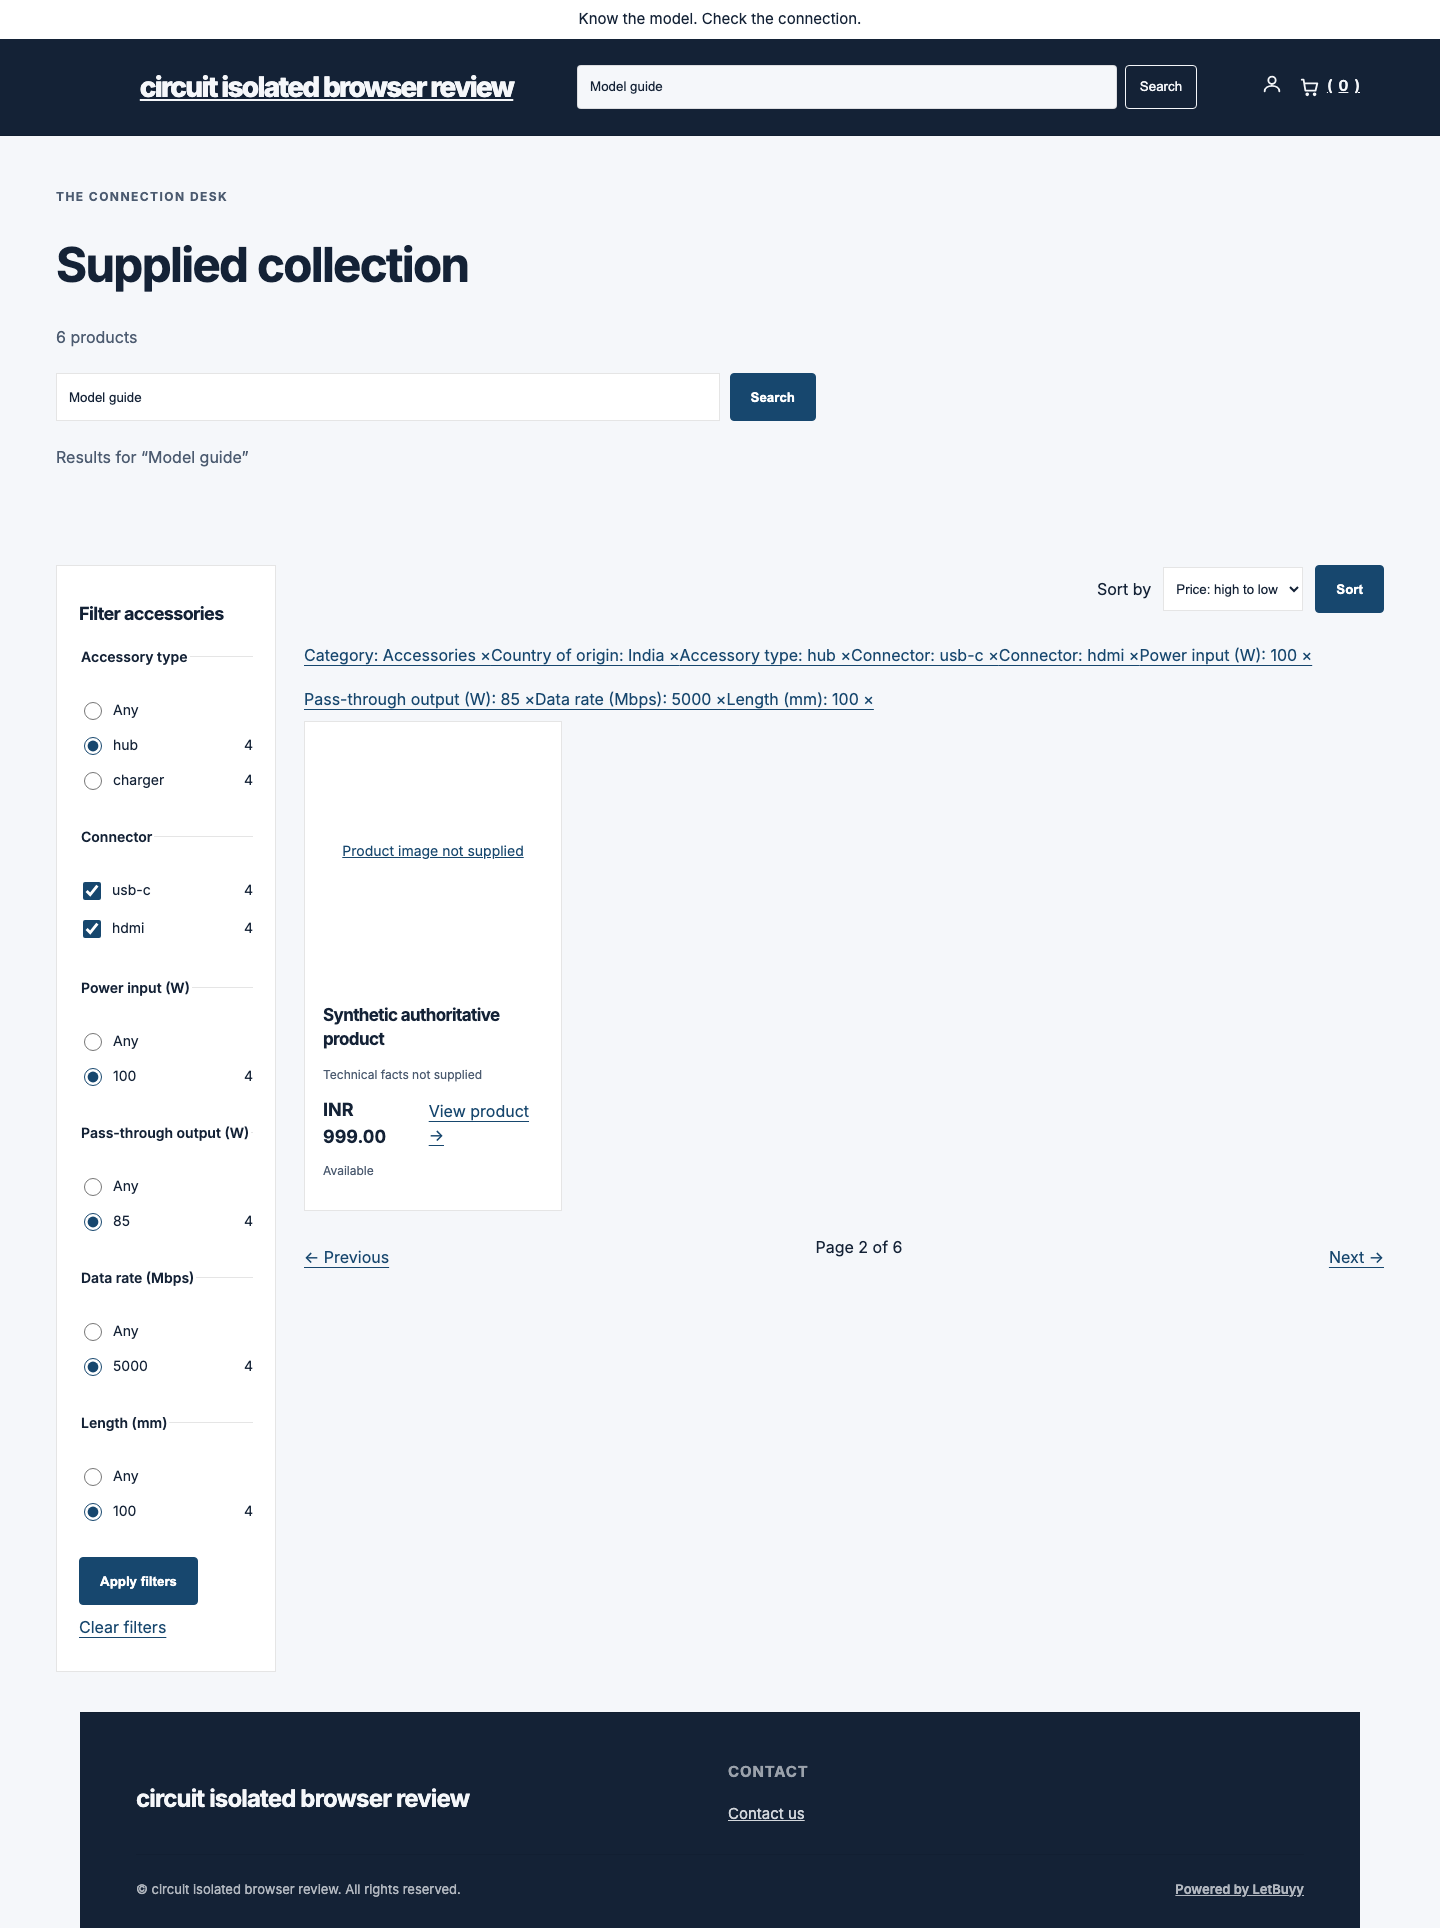 Know the model. Check the connection.
circuit isolated browser review
Model guide
Search
( 0 )
THE CONNECTION DESK
Supplied collection
6 products
Model guide
Search
Results for “Model guide”
Filter accessories
Accessory type
Any
hub 4
charger 4
Connector
usb-c 4
hdmi 4
Power input (W)
Any
100 4
Pass-through output (W)
Any
85 4
Data rate (Mbps)
Any
5000 4
Length (mm)
Any
100 4
Apply filters
Clear filters
Sort by
Price: high to low
Sort
Category: Accessories ×Country of origin: India ×Accessory type: hub ×Connector: usb-c ×Connector: hdmi ×Power input (W): 100 ×
Pass-through output (W): 85 ×Data rate (Mbps): 5000 ×Length (mm): 100 ×
Product image not supplied
Synthetic authoritative
product
Technical facts not supplied
INR
999.00
View product
→
Available
← Previous
Page 2 of 6
Next →
circuit isolated browser review
CONTACT
Contact us
© circuit isolated browser review. All rights reserved.
Powered by LetBuyy